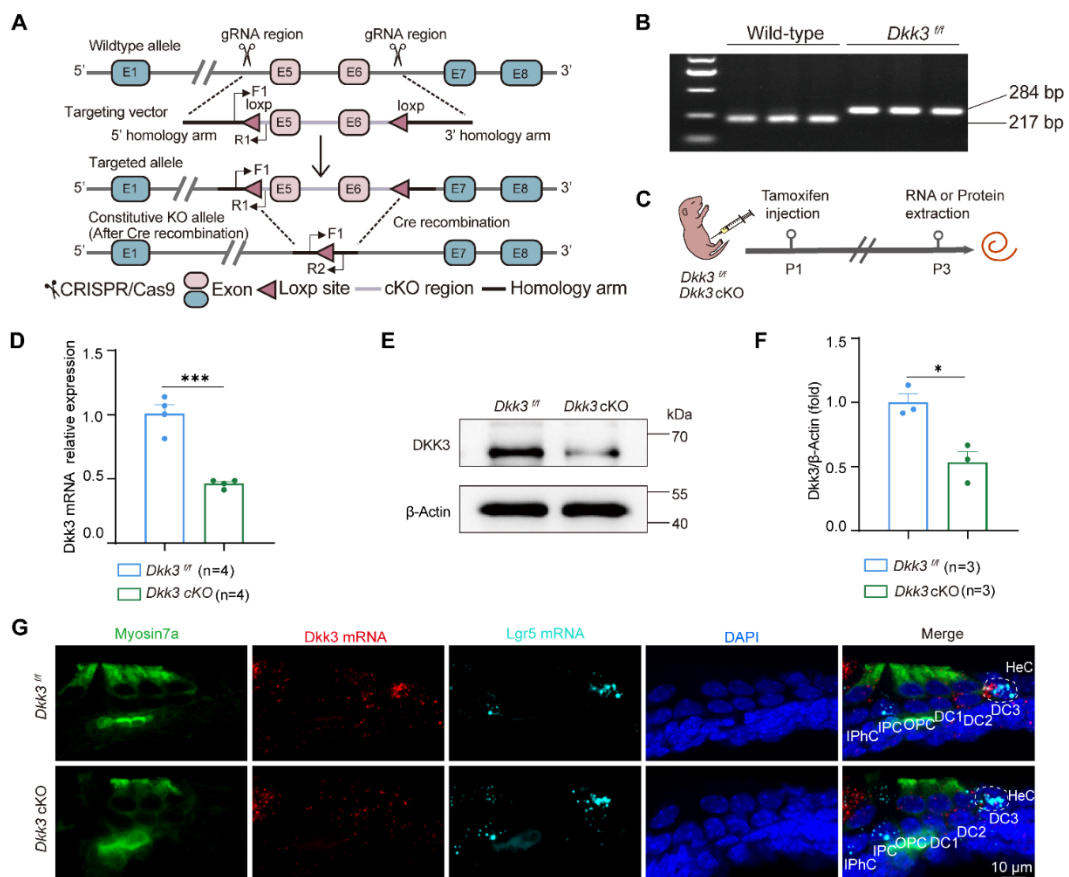 A
Wildtype allele
gRNA region
gRNA region
5' E1 E5 E6 E7 E8 3'
Targeting vector
F1
loxp
loxp
E5 E6
5' homology arm
R1
3' homology arm
Targeted allele
5' E1 F1 E5 E6 E7 E8 3'
R1
Constitutive KO allele
(After Cre recombination)
Cre recombination
5' E1 F1 E7 E8 3'
R2
CRISPR/Cas9 Exon Loxp site cKO region Homology arm
B
Wild-type Dkk3 f/f
284 bp
217 bp
C
Tamoxifen
injection
RNA or Protein
extraction
Dkk3 f/f
Dkk3 cKO
P1 P3
D
Dkk3 mRNA relative expression
1.5
1.0
0.5
0.0
***
Dkk3 f/f (n=4)
Dkk3 cKO (n=4)
E
Dkk3 f/f Dkk3 cKO kDa
DKK3
70
β-Actin
55
40
F
Dkk3/β-Actin (fold)
1.5
1.0
0.5
0.0
*
Dkk3 f/f (n=3)
Dkk3 cKO (n=3)
G
Myosin7a Dkk3 mRNA Lgr5 mRNA DAPI Merge
Dkk3 f/f
HeC
DC3
DC2
DC1
OPC
IPC
IPhC
Dkk3 cKO
HeC
DC3
DC2
DC1
OPC
IPC
IPhC
10 μm